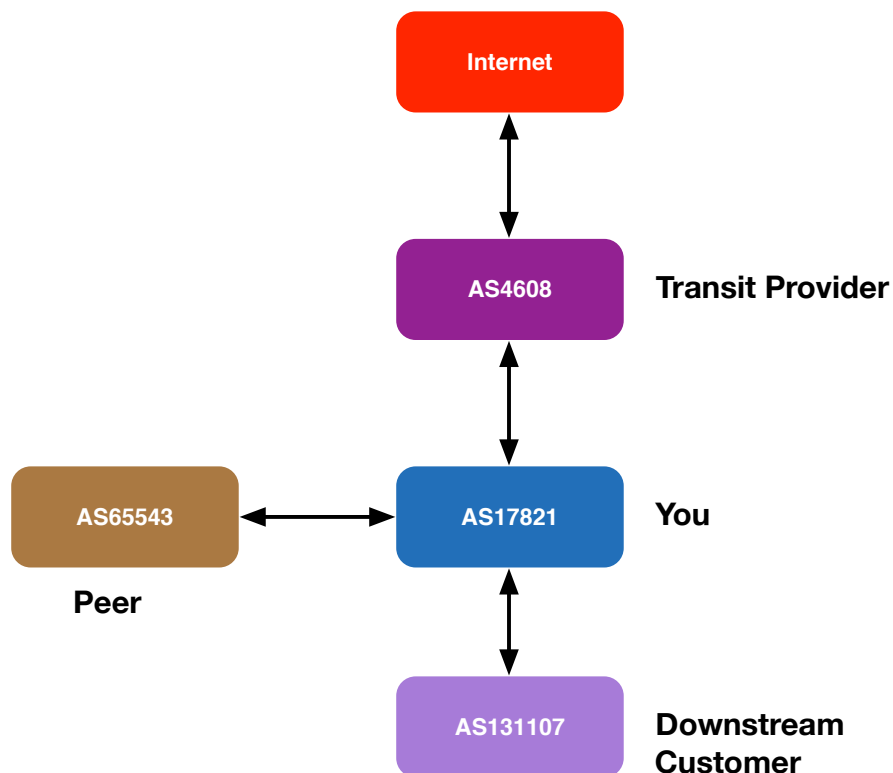 Internet
AS4608
Transit Provider
AS65543
AS17821
You
Peer
AS131107
Downstream
Customer